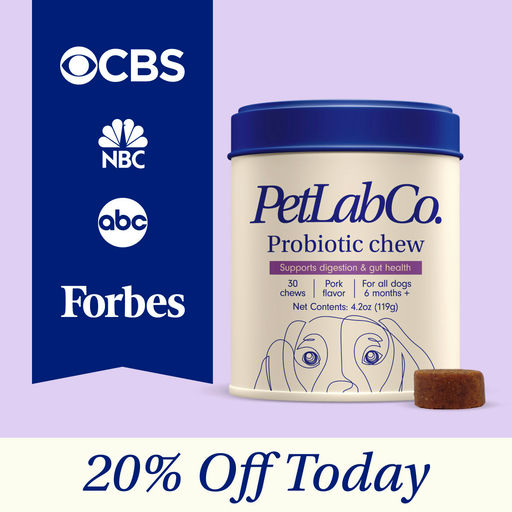 CBS
NBC
abc
Forbes
PetLabCo.
Probiotic chew
Supports digestion & gut health
30 chews
Pork flavor
For all dogs 6 months +
Net Contents: 4.2oz (119g)
20% Off Today